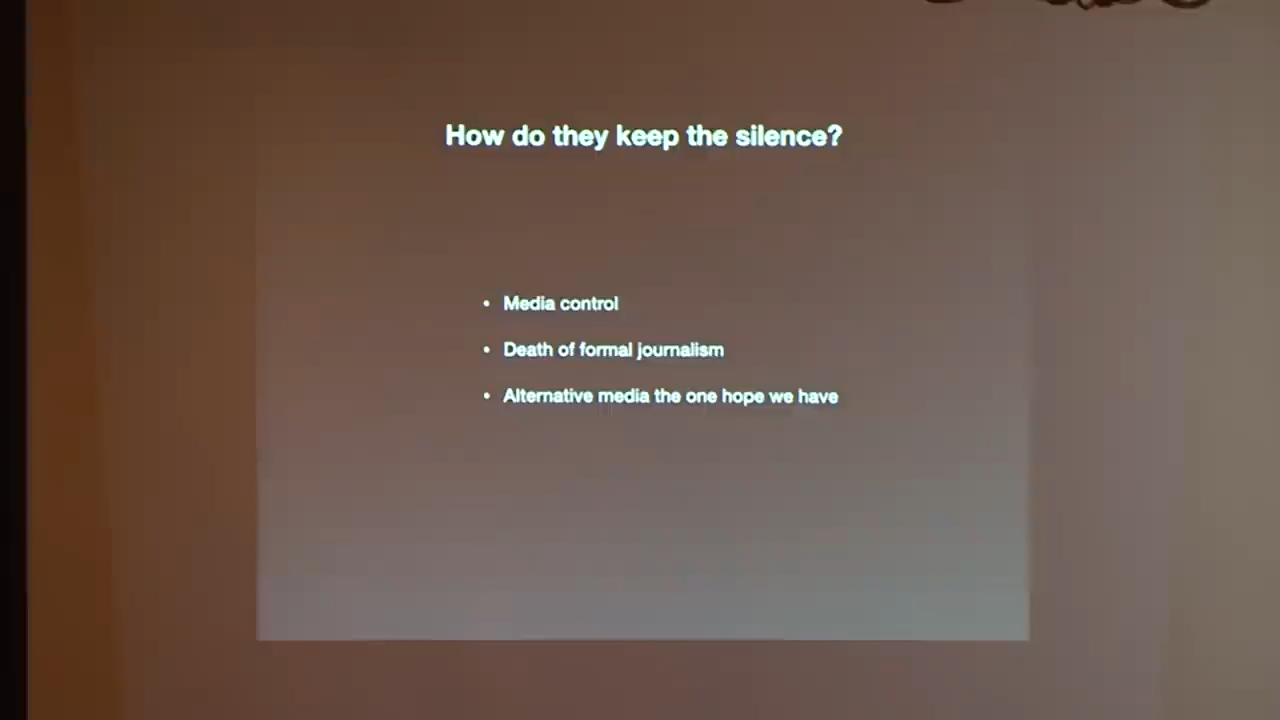 How do they keep the silence?
• Media control
• Death of formal journalism
• Alternative media the one hope we have